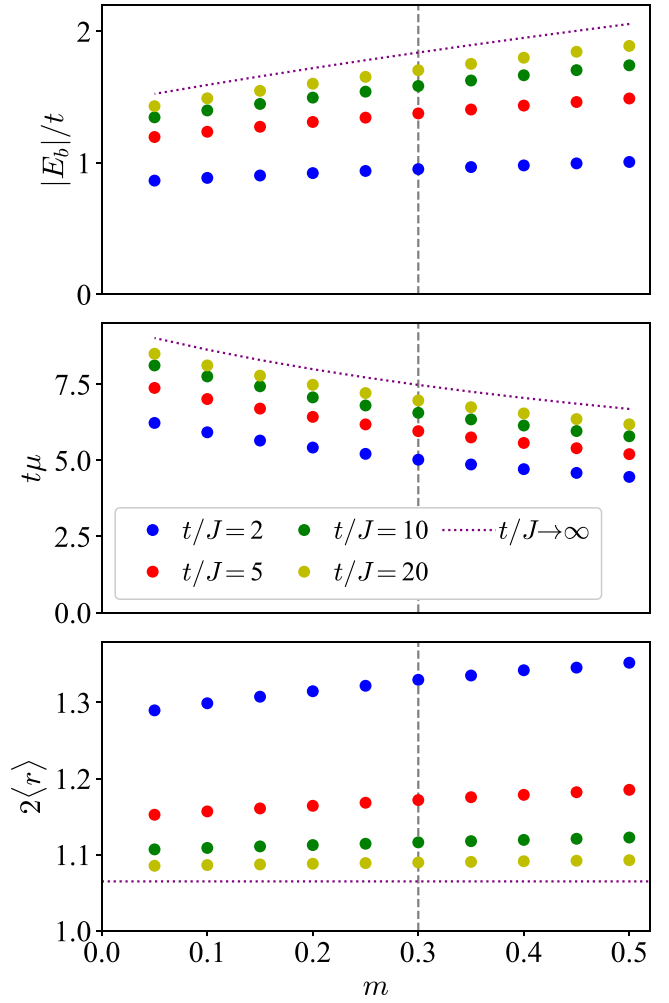 2
1
0
|E_b|/t
7.5
5.0
2.5
0.0
tμ
t/J = 2 t/J = 10 t/J→∞
t/J = 5 t/J = 20
1.3
1.2
1.1
1.0
2⟨r⟩
0.0 0.1 0.2 0.3 0.4 0.5
m